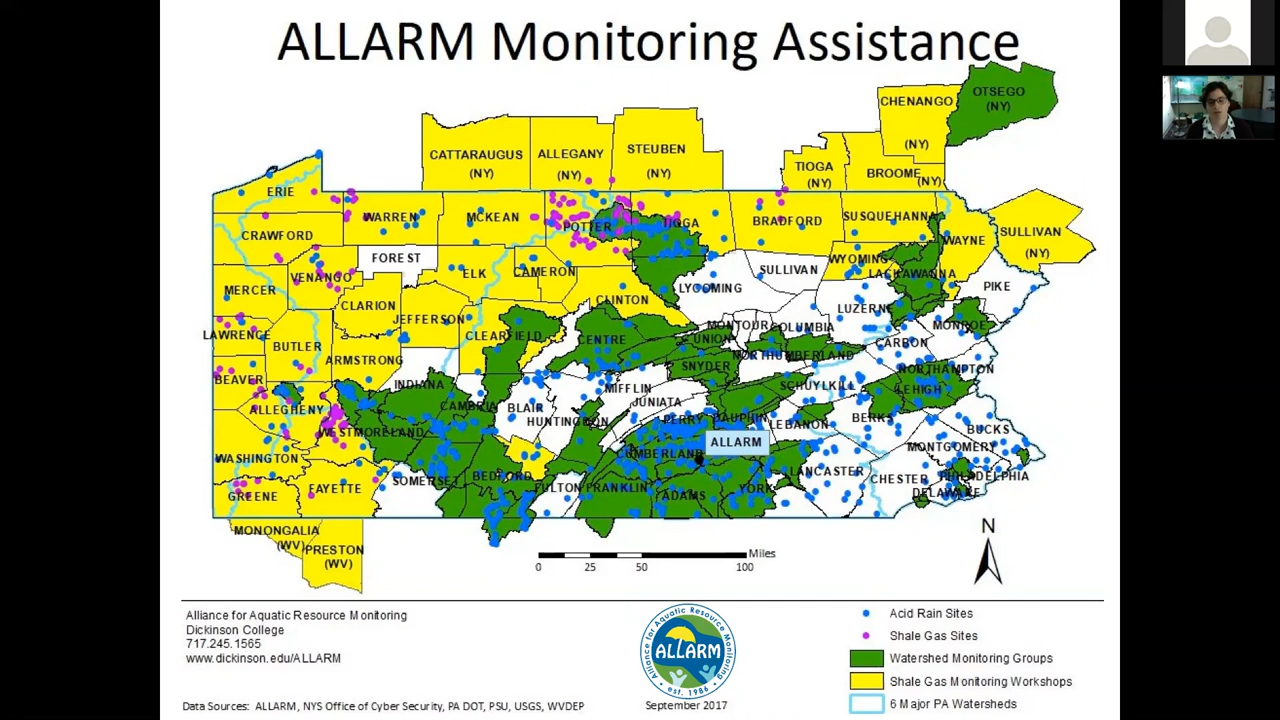 ALLARM Monitoring Assistance
OTSEGO
(NY)
CHENANGO
(NY)
CATTARAUGUS
(NY)
ALLEGANY
(NY)
STEUBEN
(NY)
TIOGA
(NY)
BROOME
(NY)
ERIE
WARREN
MCKEAN
POTTER
TIOGA
BRADFORD
SUSQUEHANNA
WAYNE
SULLIVAN
(NY)
CRAWFORD
FOREST
VENANGO
ELK
CAMERON
SULLIVAN
WYOMING
LACKAWANNA
PIKE
MERCER
CLARION
CLINTON
LYCOMING
LUZERNE
LAWRENCE
BUTLER
JEFFERSON
CLEARFIELD
CENTRE
UNION
MONTOUR
COLUMBIA
MONROE
CARBON
ARMSTRONG
SNYDER
NORTHUMBERLAND
NORTHAMPTON
BEAVER
INDIANA
MIFFLIN
SCHUYLKILL
LEHIGH
ALLEGHENY
CAMBRIA
BLAIR
HUNTINGDON
JUNIATA
PERRY
DAUPHIN
LEBANON
BERKS
BUCKS
WESTMORELAND
ALLARM
MONTGOMERY
WASHINGTON
CUMBERLAND
LANCASTER
CHESTER
PHILADELPHIA
DELAWARE
GREENE
FAYETTE
SOMERSET
BEDFORD
FULTON
FRANKLIN
ADAMS
YORK
MONONGALIA
(WV)
PRESTON
(WV)
N
Miles
0 25 50 100
Alliance for Aquatic Resource Monitoring
Dickinson College
717.245.1565
www.dickinson.edu/ALLARM
Data Sources: ALLARM, NYS Office of Cyber Security, PA DOT, PSU, USGS, WVDEP
Alliance for Aquatic Resource Monitoring
ALLARM
est. 1986
September 2017
Acid Rain Sites
Shale Gas Sites
Watershed Monitoring Groups
Shale Gas Monitoring Workshops
6 Major PA Watersheds